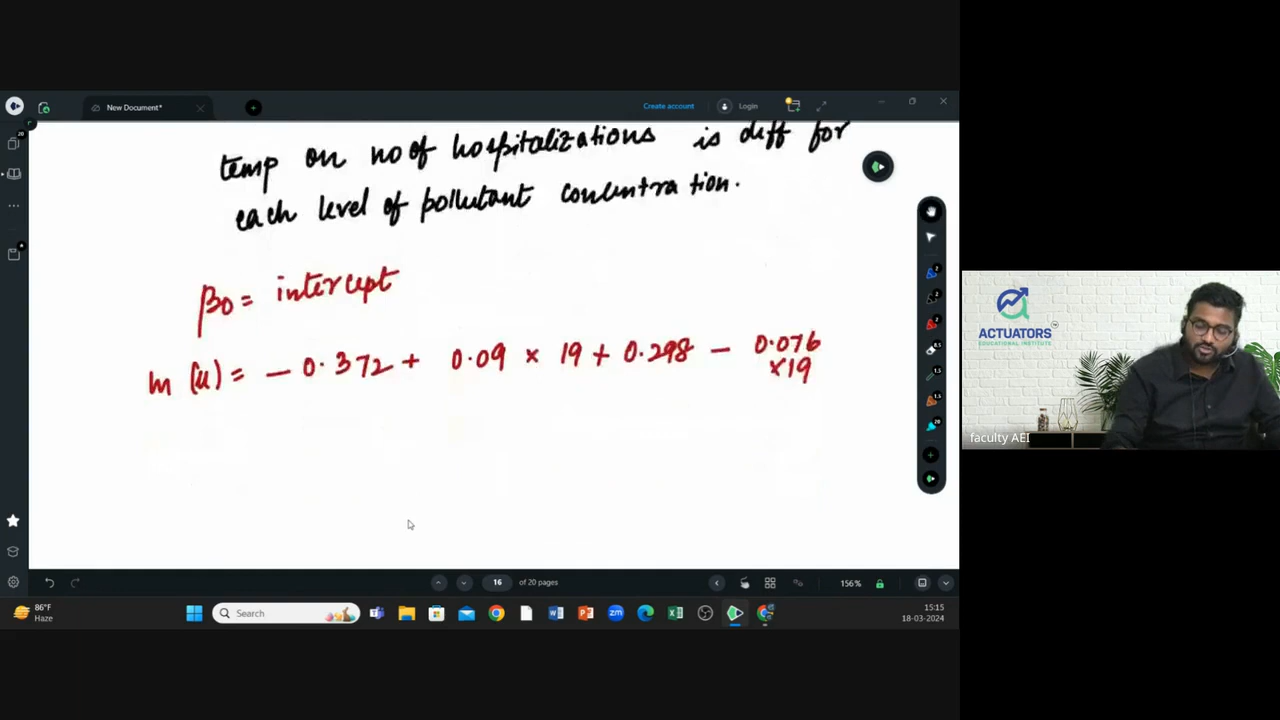 New Document*
Create account
Login
temp on no of hospitalizations is diff for
each level of pollutant concentration.
β0 = intercept
ln (μ) = - 0.372 + 0.09 × 19 + 0.298 - 0.076
×19
ACTUATORS
EDUCATIONAL INSTITUTE
faculty AEI
16 of 20 pages
156%
86°F
Haze
Search
15:15
18-03-2024